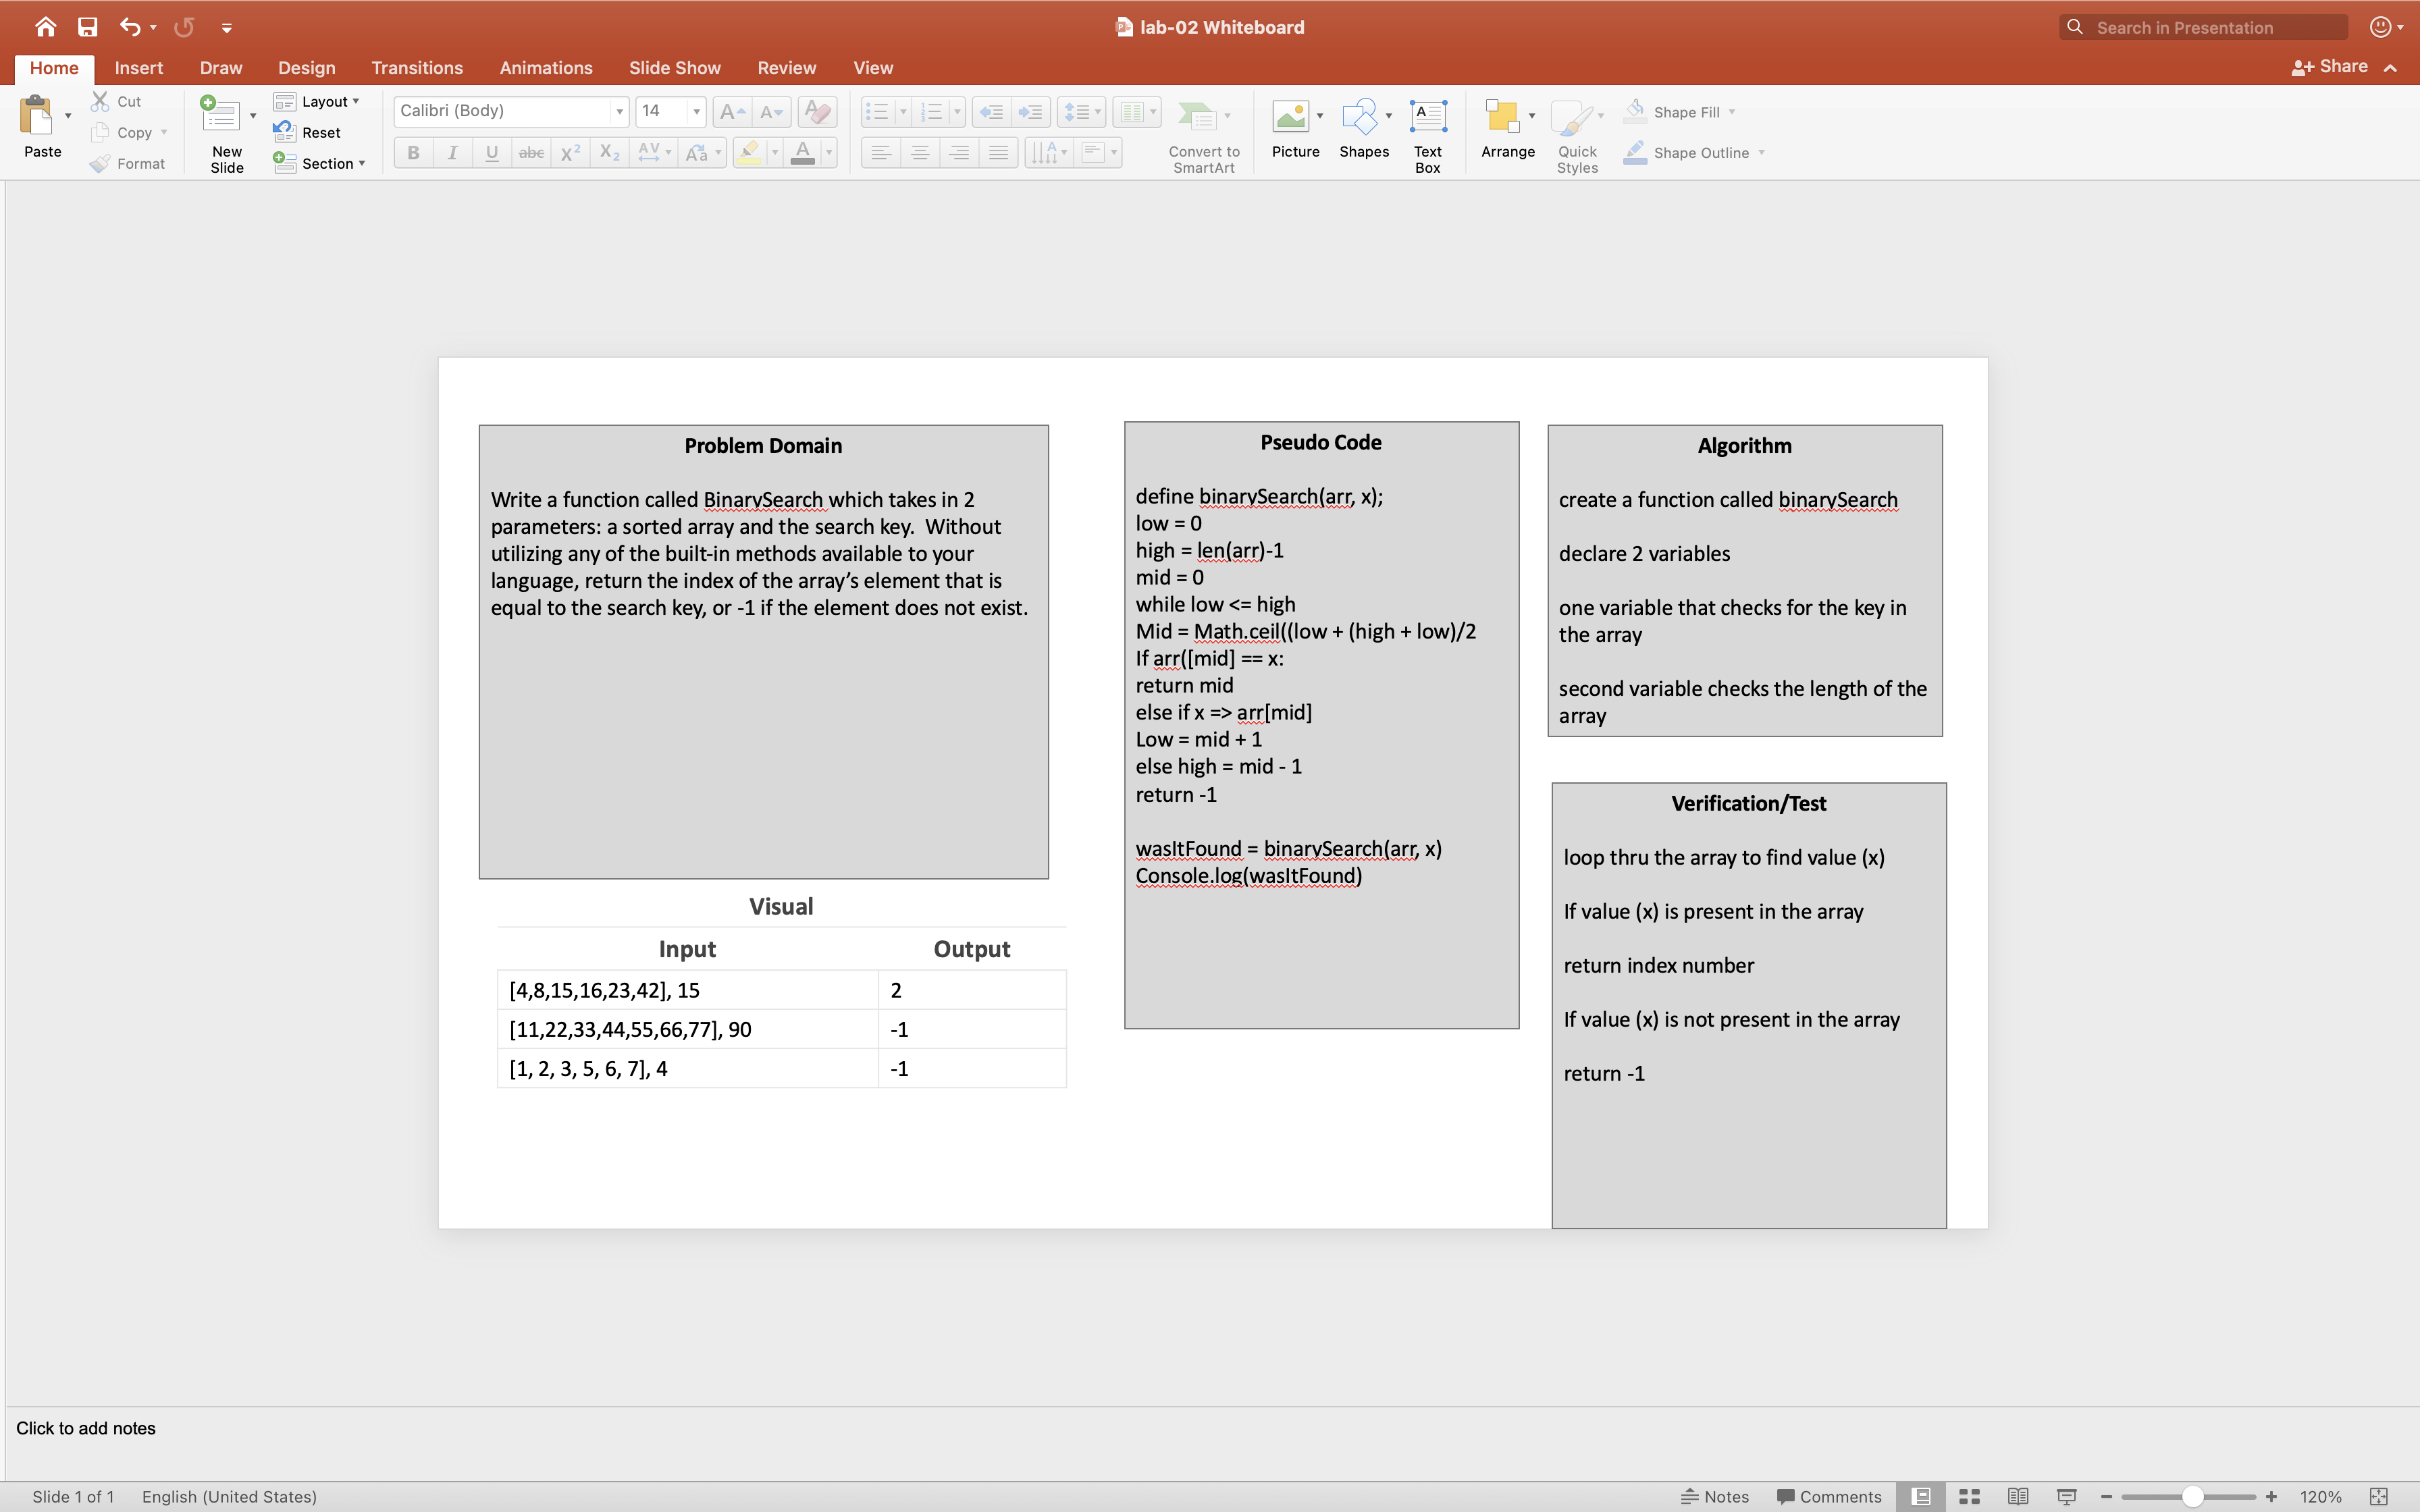 lab-02 Whiteboard
Search in Presentation
Home Insert Draw Design Transitions Animations Slide Show Review View Share
Paste
Cut
Copy
Format
New
Slide
Layout
Reset
Section
Calibri (Body) 14
B I U abc X² X₂ AV Aa A
Convert to
SmartArt
Picture
Shapes
Text
Box
Arrange
Quick
Styles
Shape Fill
Shape Outline
Problem Domain
Write a function called BinarySearch which takes in 2
parameters: a sorted array and the search key. Without
utilizing any of the built-in methods available to your
language, return the index of the array’s element that is
equal to the search key, or -1 if the element does not exist.
Visual
Input Output
[4,8,15,16,23,42], 15 2
[11,22,33,44,55,66,77], 90 -1
[1, 2, 3, 5, 6, 7], 4 -1
Pseudo Code
define binarySearch(arr, x);
low = 0
high = len(arr)-1
mid = 0
while low <= high
Mid = Math.ceil((low + (high + low)/2
If arr([mid] == x:
return mid
else if x => arr[mid]
Low = mid + 1
else high = mid - 1
return -1
wasItFound = binarySearch(arr, x)
Console.log(wasItFound)
Algorithm
create a function called binarySearch
declare 2 variables
one variable that checks for the key in
the array
second variable checks the length of the
array
Verification/Test
loop thru the array to find value (x)
If value (x) is present in the array
return index number
If value (x) is not present in the array
return -1
Click to add notes
Slide 1 of 1 English (United States) Notes Comments 120%